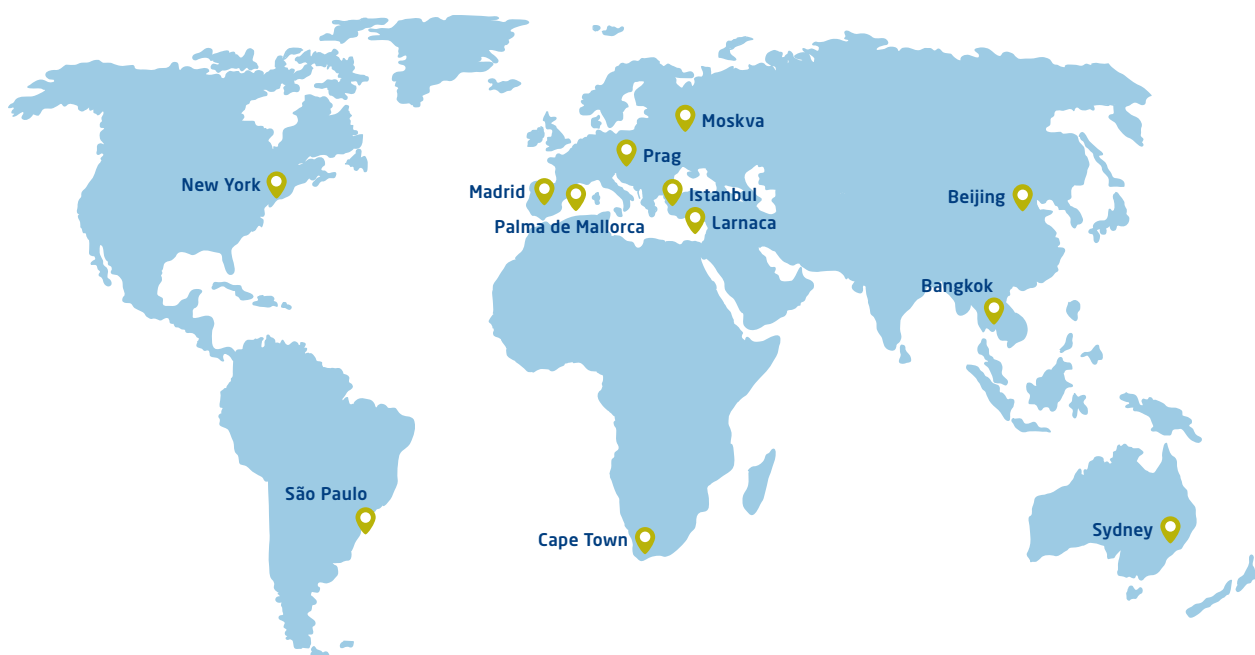 Moskva
Prag
New York
Madrid
Istanbul
Beijing
Palma de Mallorca
Larnaca
Bangkok
São Paulo
Cape Town
Sydney